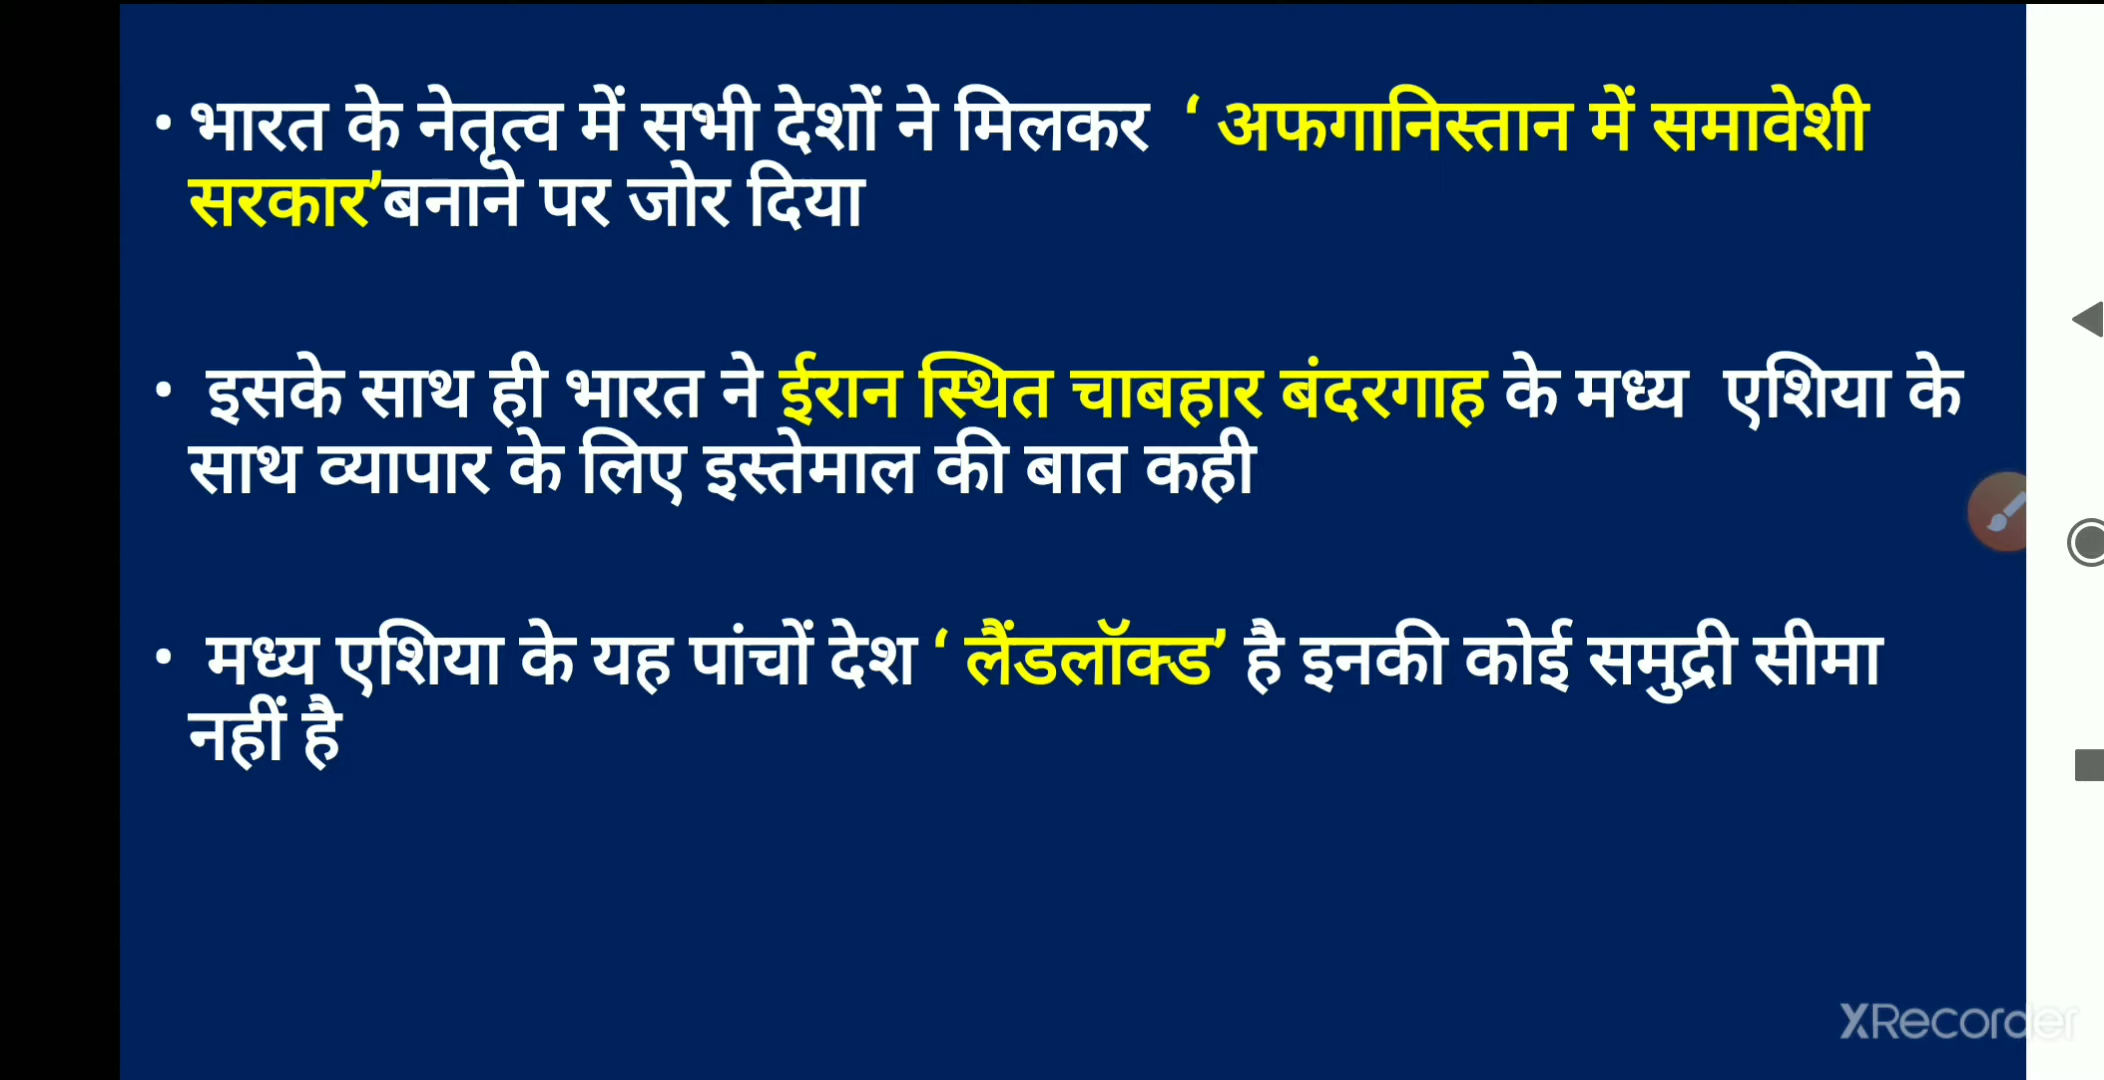 • भारत के नेतृत्व में सभी देशों ने मिलकर ‘ अफगानिस्तान में समावेशी
सरकार’बनाने पर जोर दिया
• इसके साथ ही भारत ने ईरान स्थित चाबहार बंदरगाह के मध्य एशिया के
साथ व्यापार के लिए इस्तेमाल की बात कही
• मध्य एशिया के यह पांचों देश ‘ लैंडलॉक्ड’ है इनकी कोई समुद्री सीमा
नहीं है
XRecorder